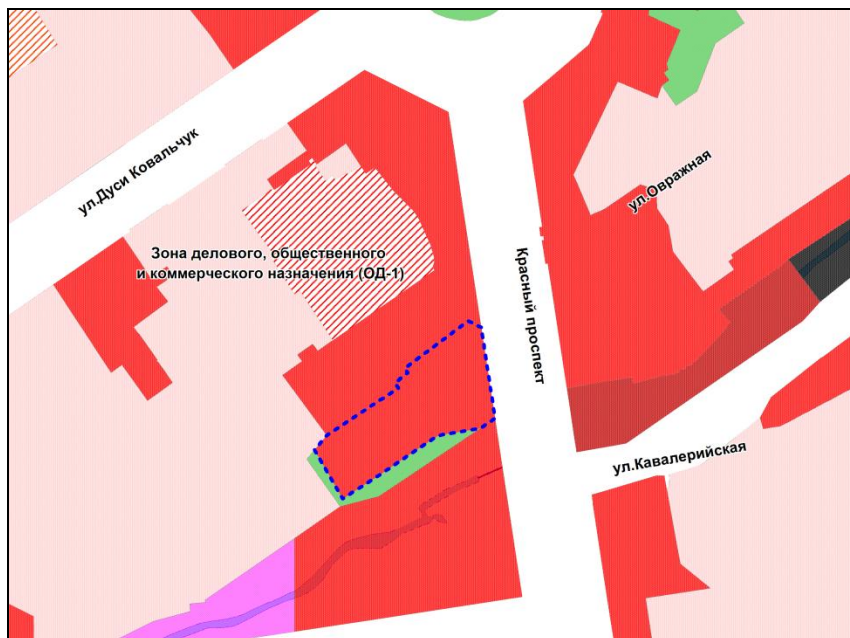 ул.Дуси Ковальчук
ул.Овражная
Зона делового, общественного
и коммерческого назначения (ОД-1)
Красный проспект
ул.Кавалерийская